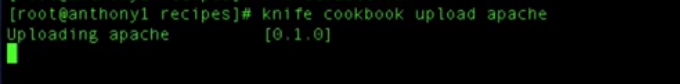 [root@anthony1 recipes]# knife cookbook upload apache
Uploading apache [0.1.0]